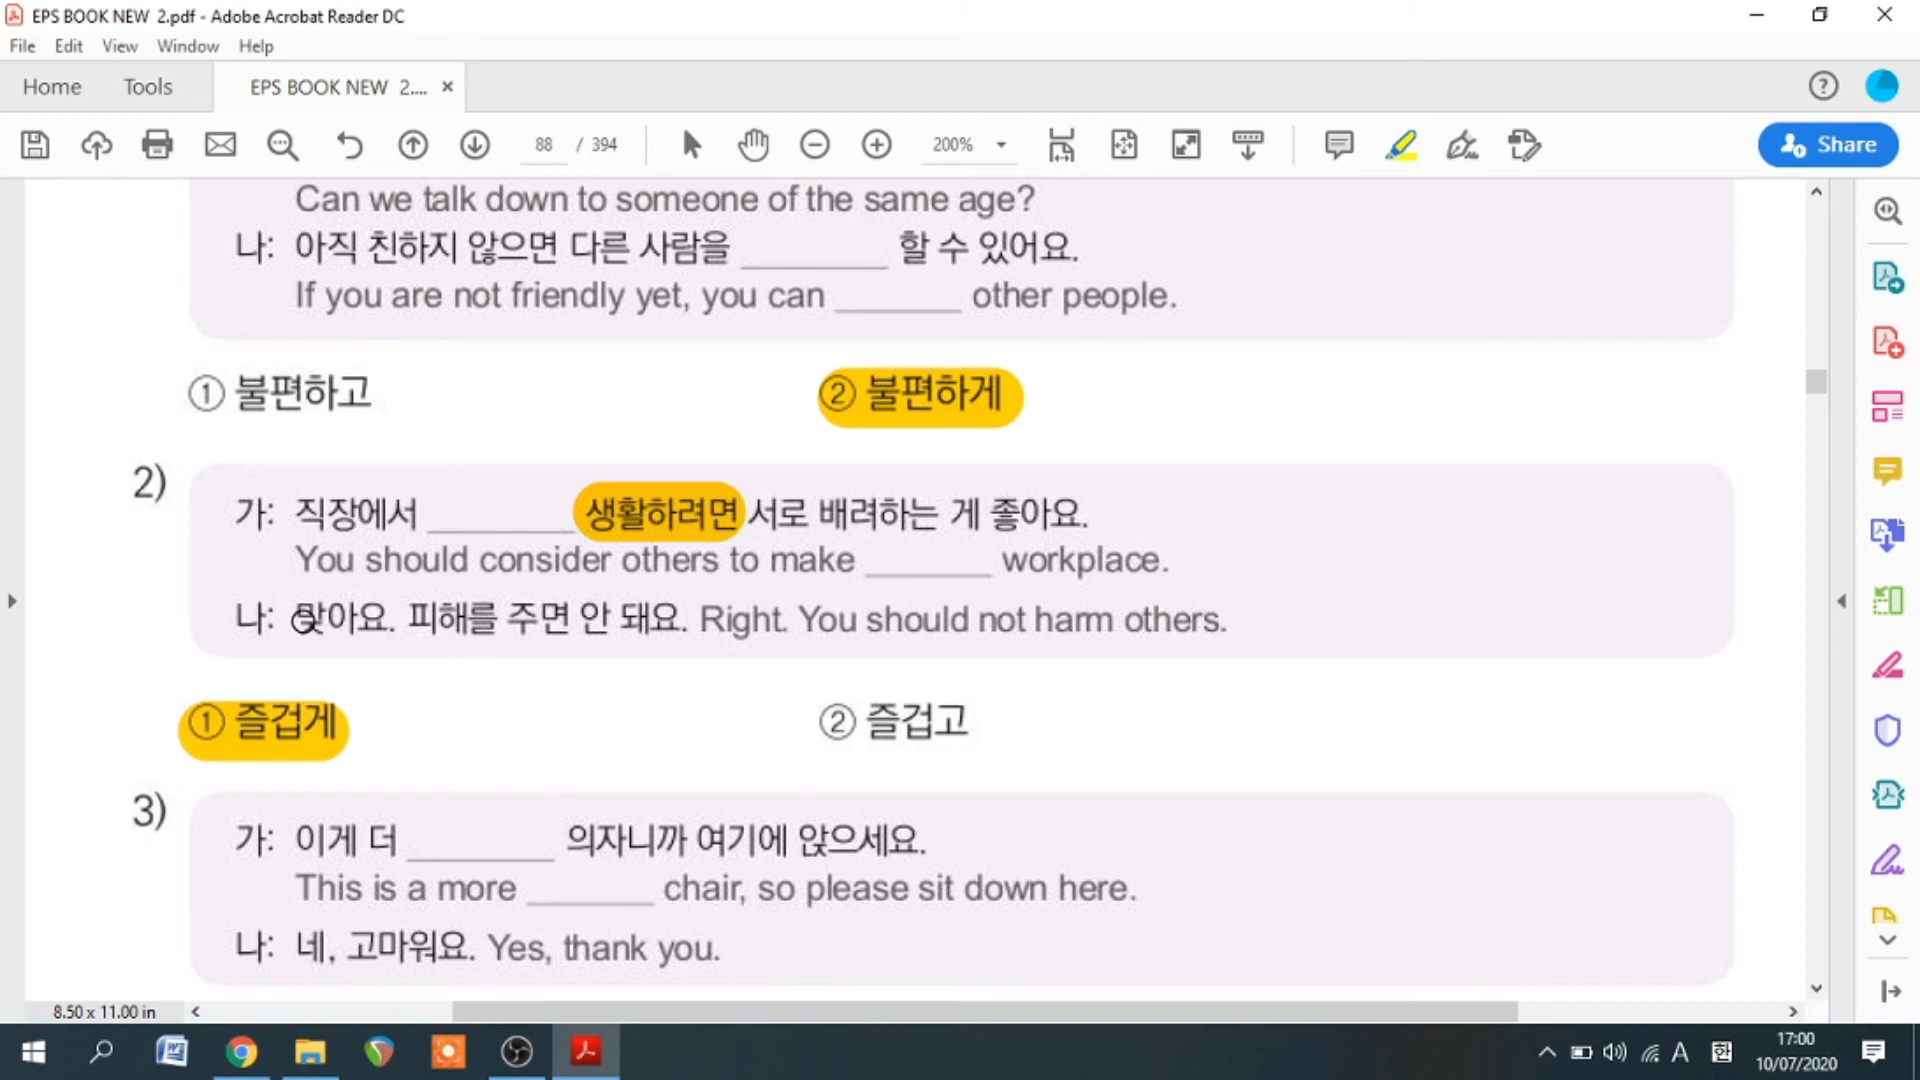 EPS BOOK NEW  2.pdf - Adobe Acrobat Reader DC
File Edit View Window Help
Home Tools EPS BOOK NEW  2.... ×
88 / 394 200% Share
Can we talk down to someone of the same age?
나: 아직 친하지 않으면 다른 사람을 ________ 할 수 있어요.
If you are not friendly yet, you can _______ other people.
① 불편하고 ② 불편하게
2)
가: 직장에서 ________ 생활하려면 서로 배려하는 게 좋아요.
You should consider others to make _______ workplace.
나: 맞아요. 피해를 주면 안 돼요. Right. You should not harm others.
① 즐겁게 ② 즐겁고
3)
가: 이게 더 ________ 의자니까 여기에 앉으세요.
This is a more _______ chair, so please sit down here.
나: 네, 고마워요. Yes, thank you.
8.50 x 11.00 in
A 한 17:00
10/07/2020